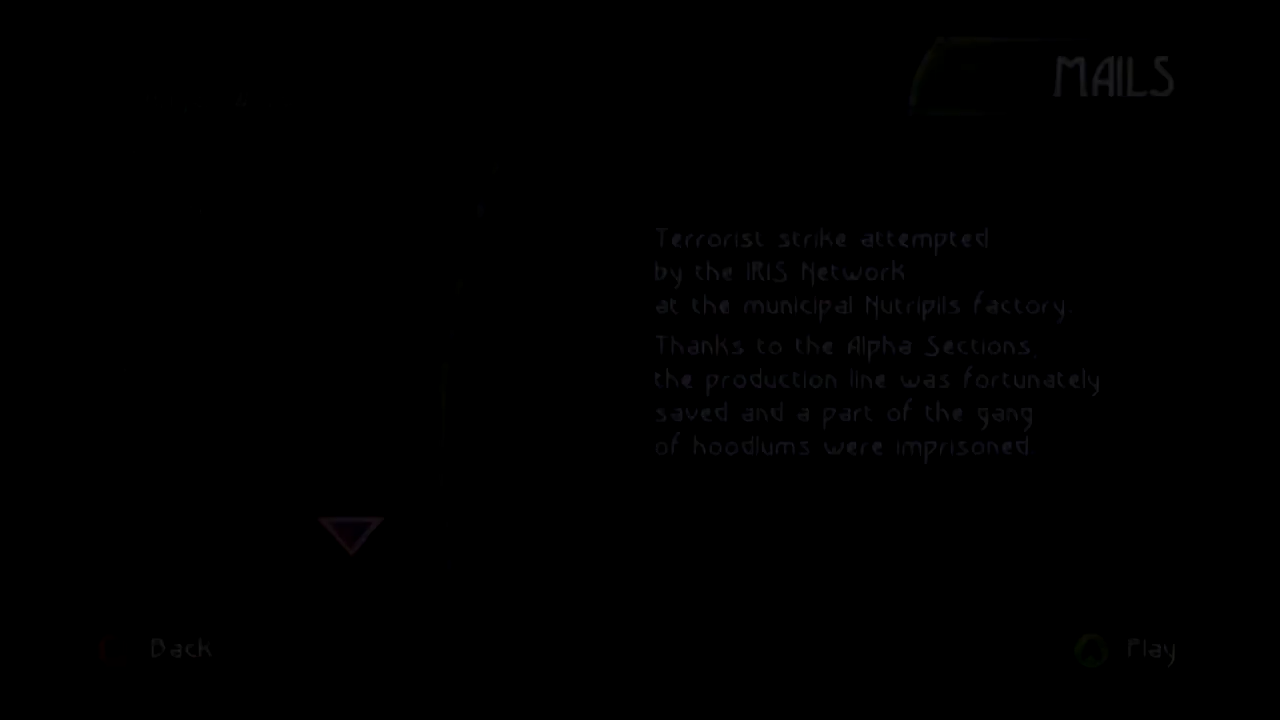 MAILS
Terrorist strike attempted
by the IRIS Network
at the municipal Nutripils factory.
Thanks to the Alpha Sections,
the production line was fortunately
saved and a part of the gang
of hoodlums were imprisoned
Back
Play